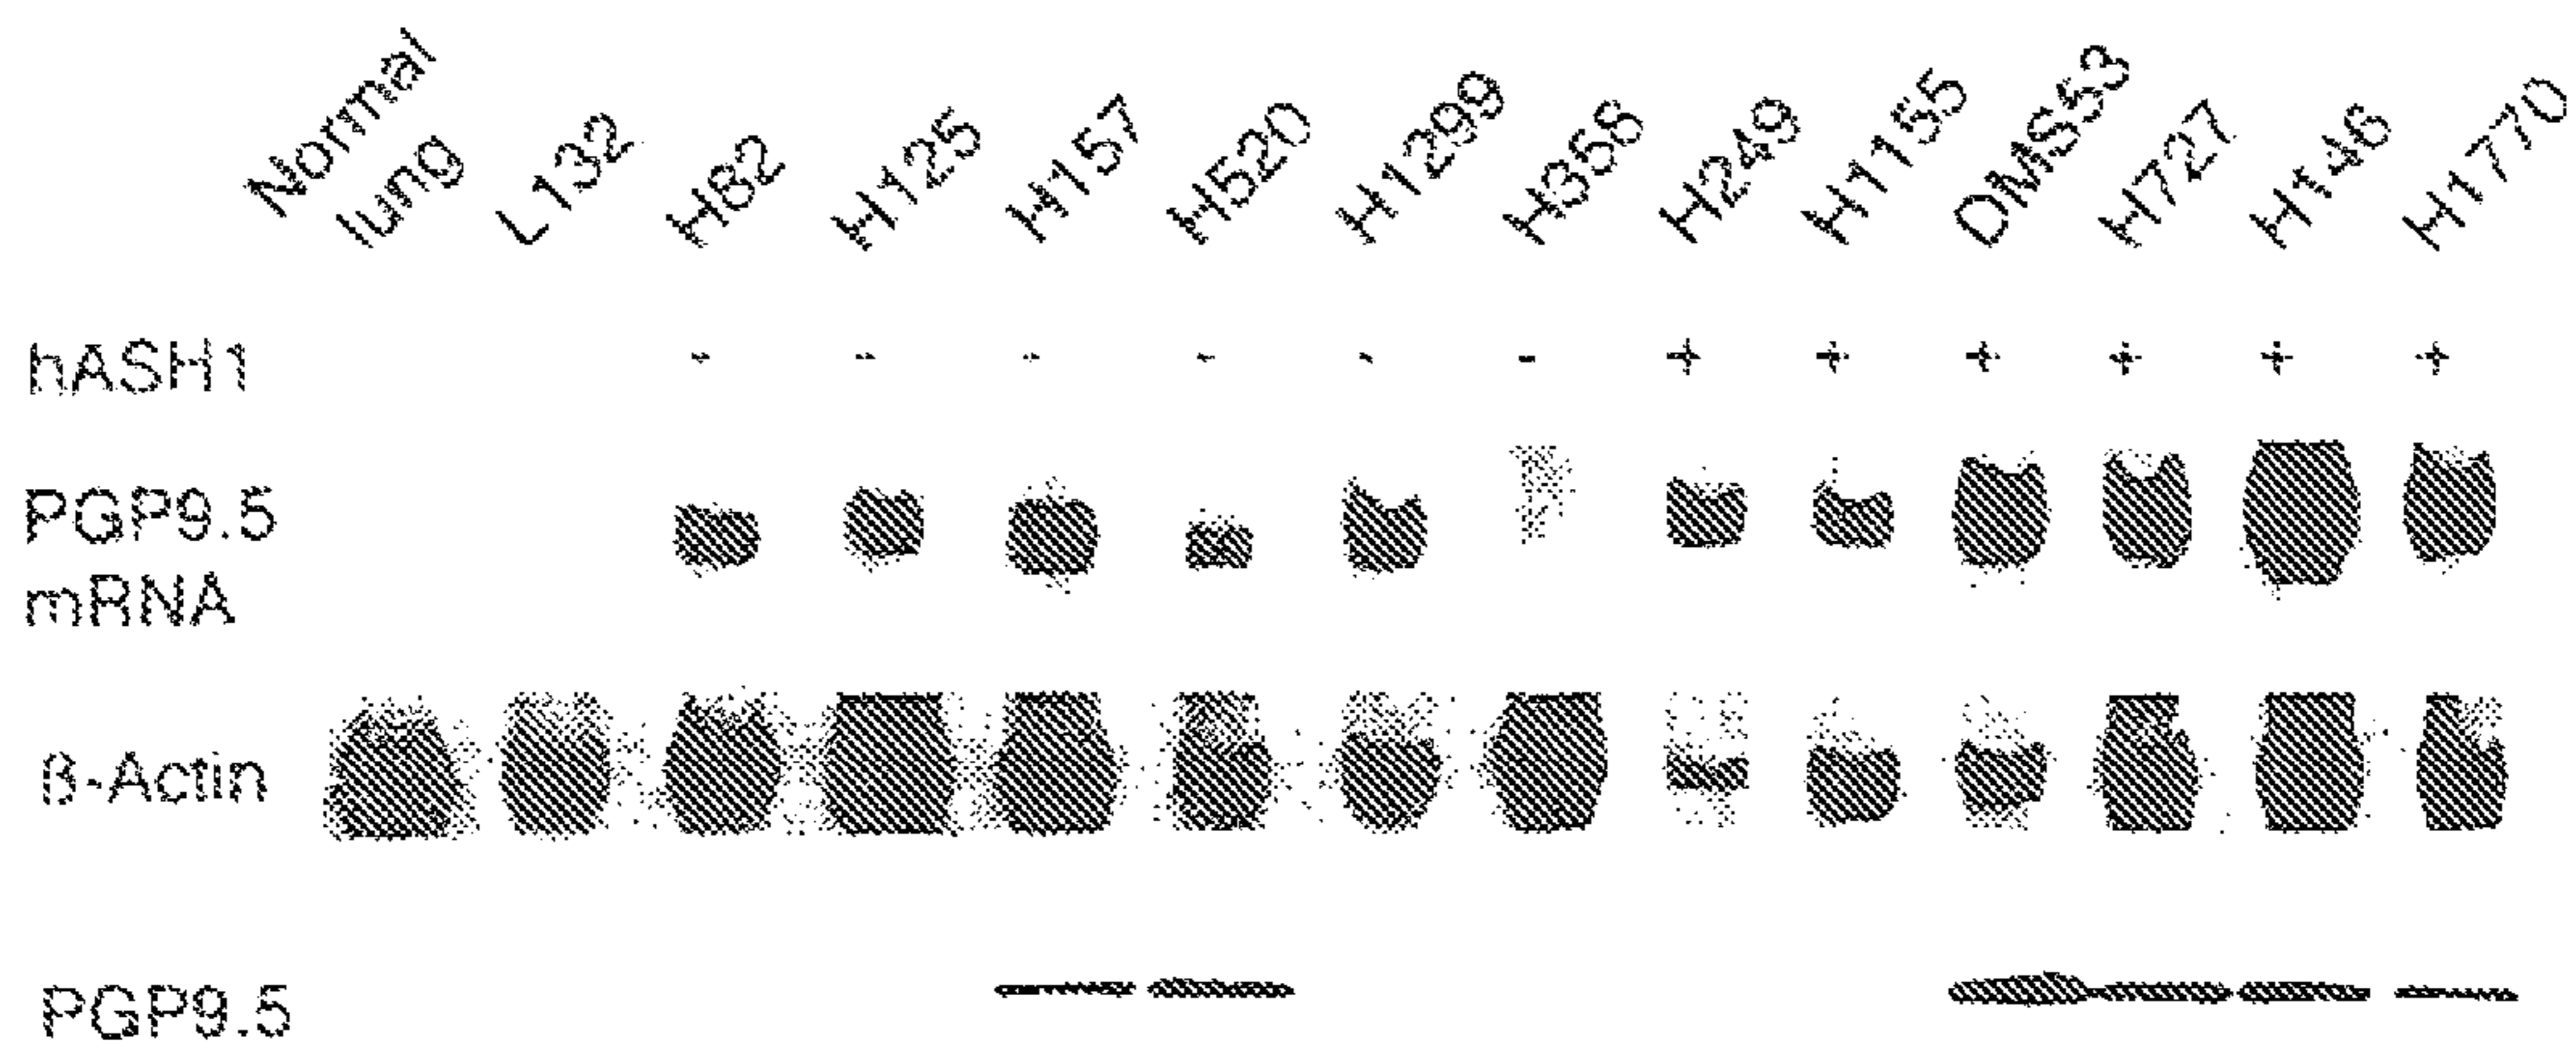 Normal
lung
L132
H82
H125
H157
H520
H1299
H358
H249
H1155
DMS53
H727
H146
H1770
hASH1 - - - - - - + + + + + +
PGP9.5
mRNA
β-Actin
PGP9.5